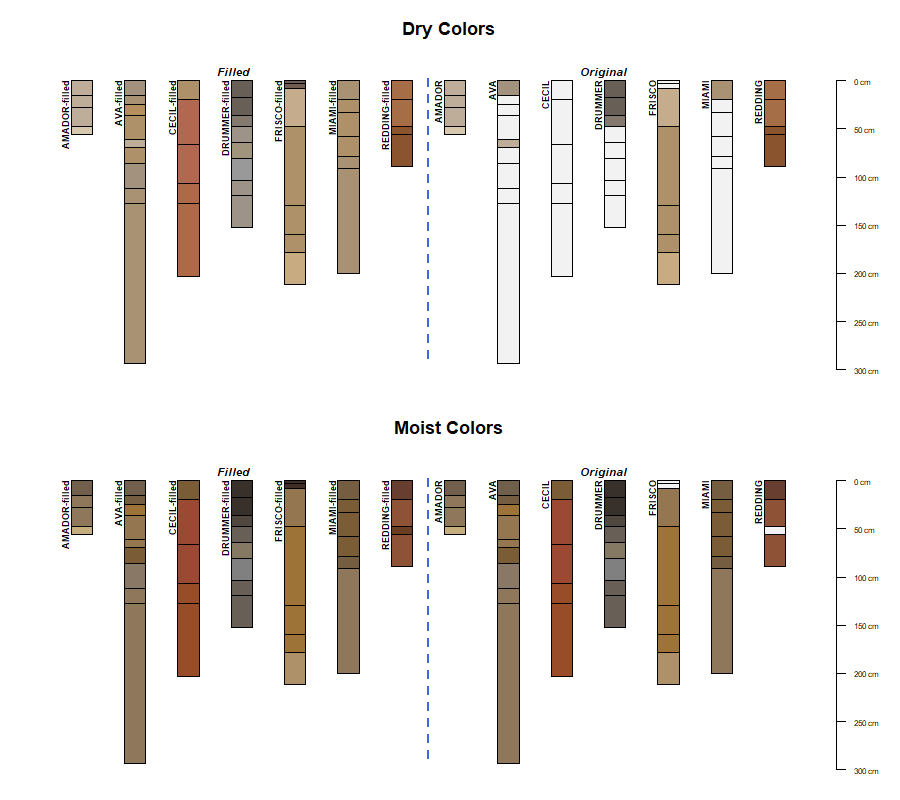 Dry Colors
Filled
Original
AMADOR-filled
AVA-filled
CECIL-filled
DRUMMER-filled
FRISCO-filled
MIAMI-filled
REDDING-filled
AMADOR
AVA
CECIL
DRUMMER
FRISCO
MIAMI
REDDING
0 cm
50 cm
100 cm
150 cm
200 cm
250 cm
300 cm
Moist Colors
Filled
Original
AMADOR-filled
AVA-filled
CECIL-filled
DRUMMER-filled
FRISCO-filled
MIAMI-filled
REDDING-filled
AMADOR
AVA
CECIL
DRUMMER
FRISCO
MIAMI
REDDING
0 cm
50 cm
100 cm
150 cm
200 cm
250 cm
300 cm